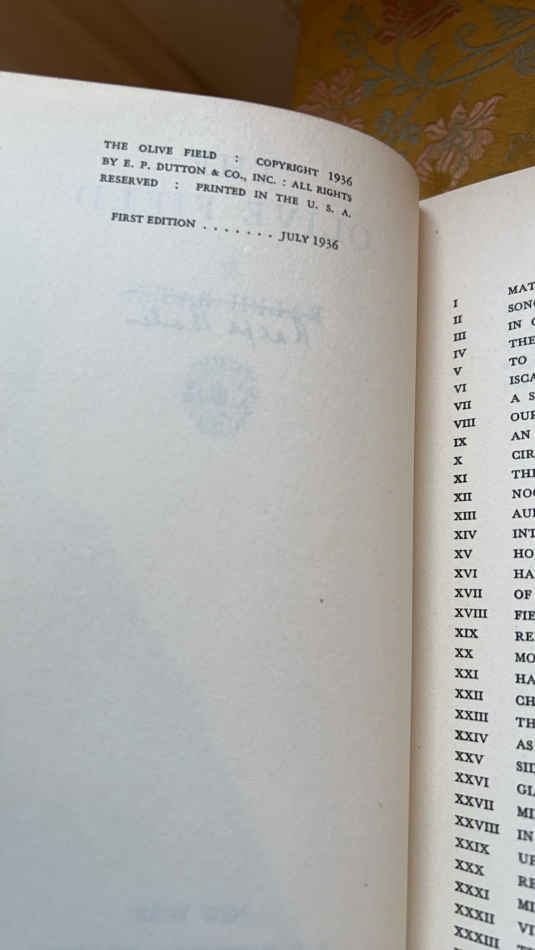 THE OLIVE FIELD : COPYRIGHT 1936
BY E. P. DUTTON & CO., INC. : ALL RIGHTS
RESERVED : PRINTED IN THE U. S. A.
FIRST EDITION ....... JULY 1936
I MAT
II SONG
III IN
IV THE
V TO
VI ISCA
VII A S
VIII OUR
IX AN
X CIR
XI THE
XII NOC
XIII AUI
XIV INT
XV HO
XVI HA
XVII OF
XVIII FIE
XIX RE
XX MO
XXI HA
XXII CH
XXIII TH
XXIV AS
XXV SID
XXVI GL
XXVII MI
XXVIII IN
XXIX UP
XXX RE
XXXI MI
XXXII VI
XXXIII